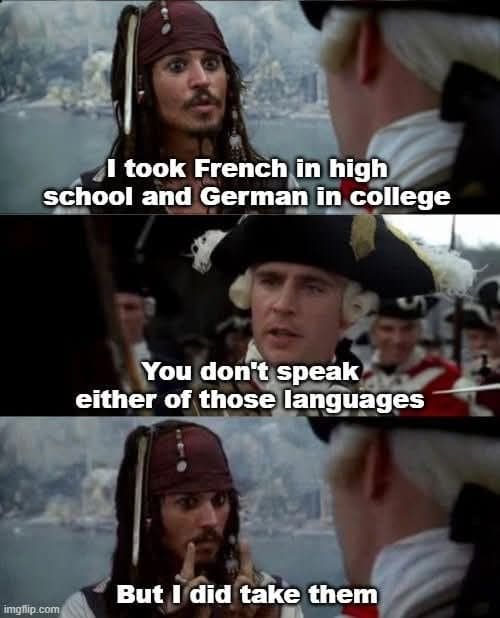 I took French in high
school and German in college
You don't speak
either of those languages
But I did take them
imgflip.com